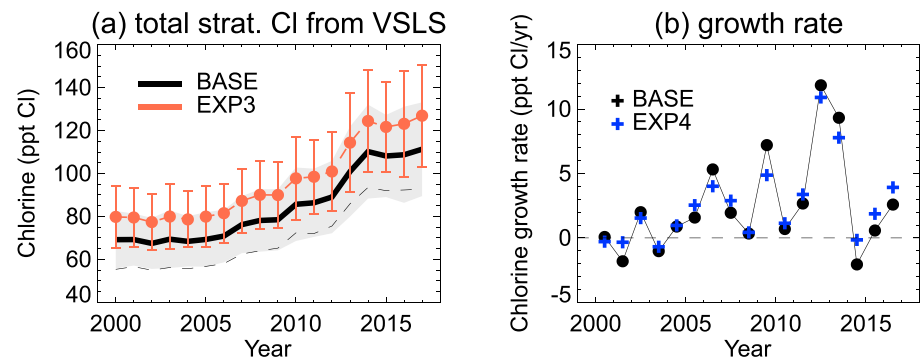 (a) total strat. Cl from VSLS
Chlorine (ppt Cl)
160
140
120
100
80
60
40
BASE
EXP3
2000
2005
2010
2015
Year
(b) growth rate
Chlorine growth rate (ppt Cl/yr)
15
10
5
0
-5
BASE
EXP4
2000
2005
2010
2015
Year